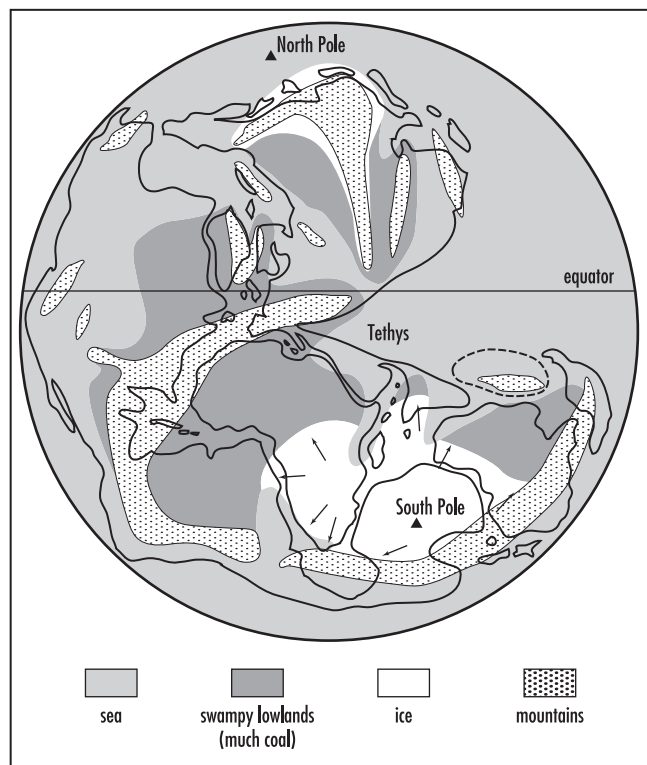 North Pole
equator
Tethys
South Pole
sea
swampy lowlands
(much coal)
ice
mountains